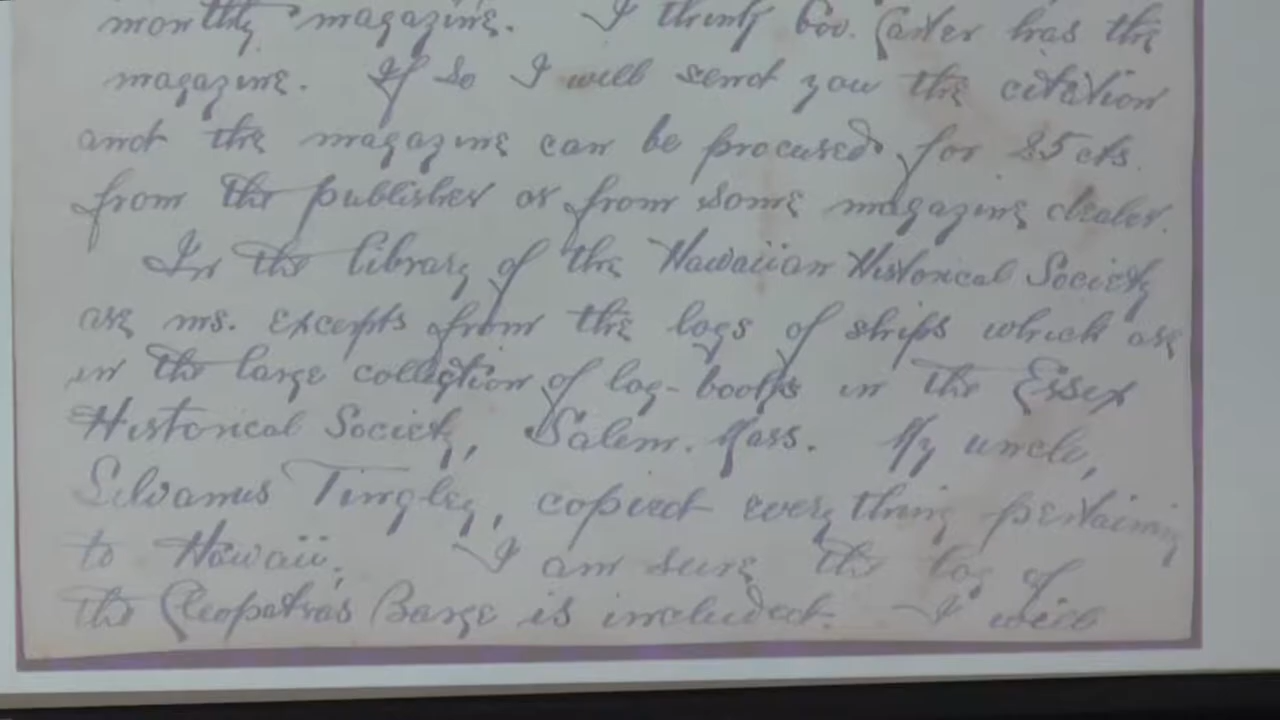 monthly magazine. I think Gov. Carter has the
magazine. If so I will send you the citation
and the magazine can be procured, for 25 cts.
from the publisher or from some magazine dealer.
In the library of the Hawaiian Historical Society
are ms. excerpts from the logs of ships which are
in the large collection of log-books in the Essex
Historical Society, Salem. Mass. My uncle,
Silvanus Tingley, copied every thing pertaining
to Hawaii. I am sure the log of
the Cleopatras Barge is included. I will